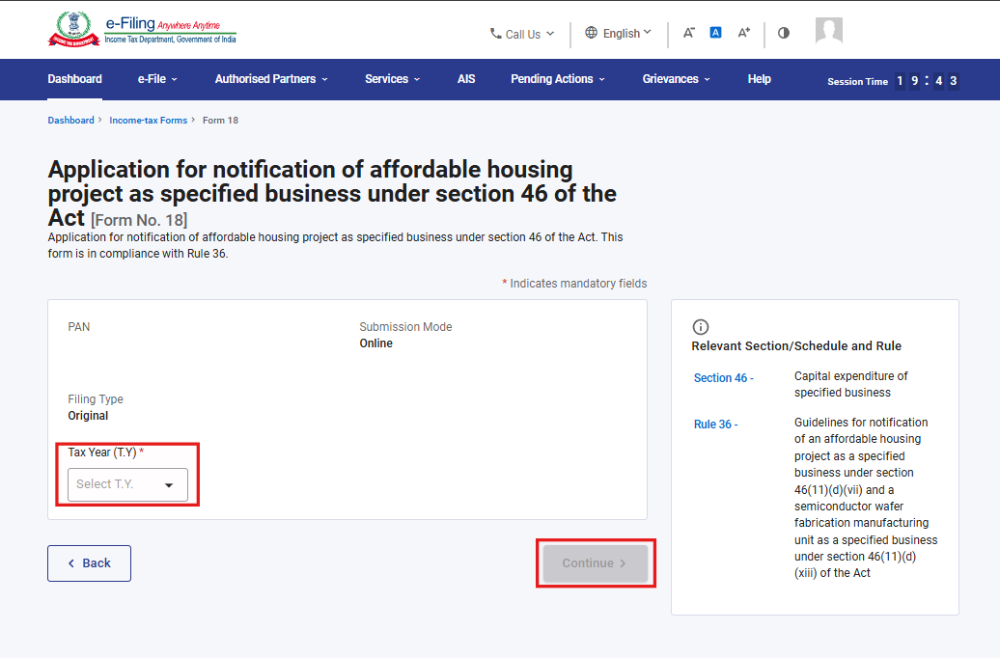 e-Filing Anywhere Anytime
Income Tax Department, Government of India
Call Us
English
A-
A
A+
Dashboard
e-File
Authorised Partners
Services
AIS
Pending Actions
Grievances
Help
Session Time 1 9 : 4 3
Dashboard > Income-tax Forms > Form 18
Application for notification of affordable housing
project as specified business under section 46 of the
Act [Form No. 18]
Application for notification of affordable housing project as specified business under section 46 of the Act. This
form is in compliance with Rule 36.
* Indicates mandatory fields
PAN
Submission Mode
Online
Filing Type
Original
Tax Year (T.Y) *
Select T.Y.
< Back
Continue >
Relevant Section/Schedule and Rule
Section 46 -
Capital expenditure of
specified business
Rule 36 -
Guidelines for notification
of an affordable housing
project as a specified
business under section
46(11)(d)(vii) and a
semiconductor wafer
fabrication manufacturing
unit as a specified business
under section 46(11)(d)
(xiii) of the Act